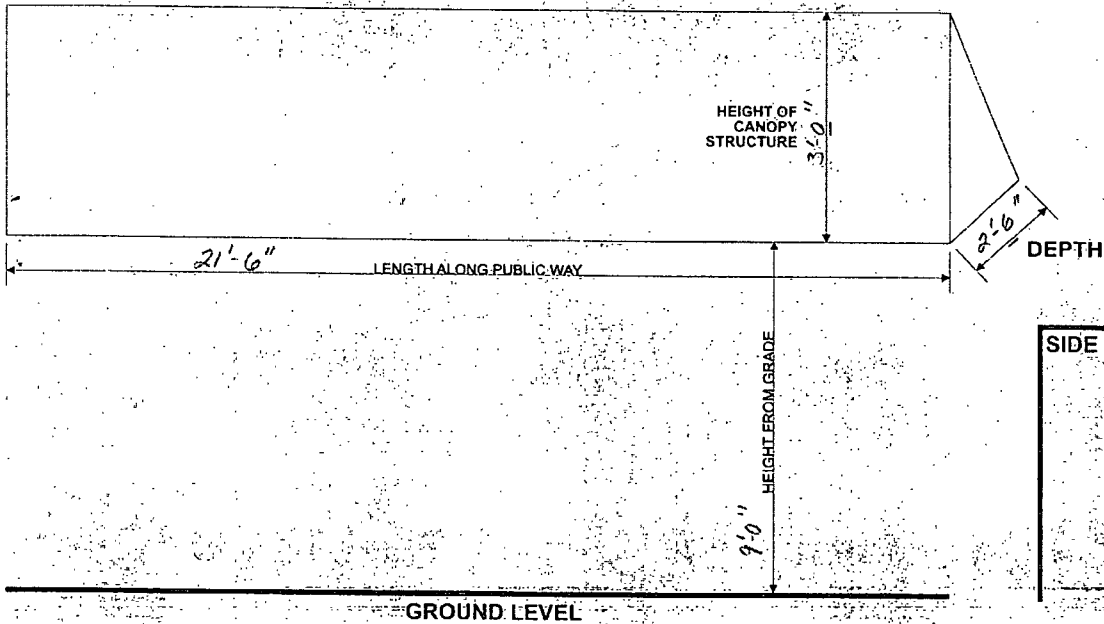 HEIGHT OF
CANOPY
STRUCTURE
3'-0"
2'-6"
DEPTH
21'-6"
LENGTH ALONG PUBLIC WAY
SIDE
HEIGHT FROM GRADE
9'-0"
GROUND LEVEL